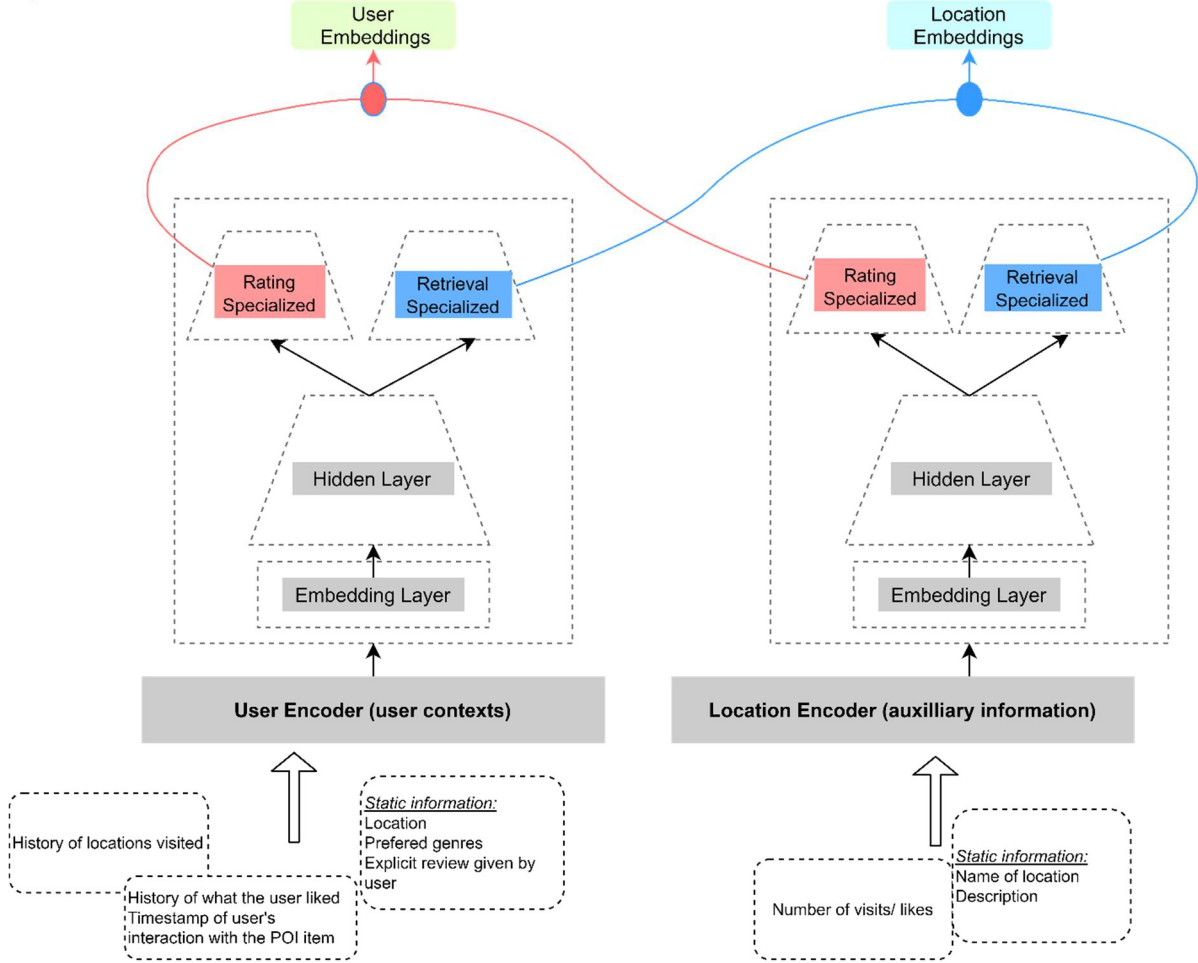 User
Embeddings
Location
Embeddings
Rating
Specialized
Retrieval
Specialized
Rating
Specialized
Retrieval
Specialized
Hidden Layer
Hidden Layer
Embedding Layer
Embedding Layer
User Encoder (user contexts)
Location Encoder (auxilliary information)
History of locations visited
History of what the user liked
Timestamp of user's
interaction with the POI item
Static information:
Location
Prefered genres
Explicit review given by
user
Number of visits/ likes
Static information:
Name of location
Description